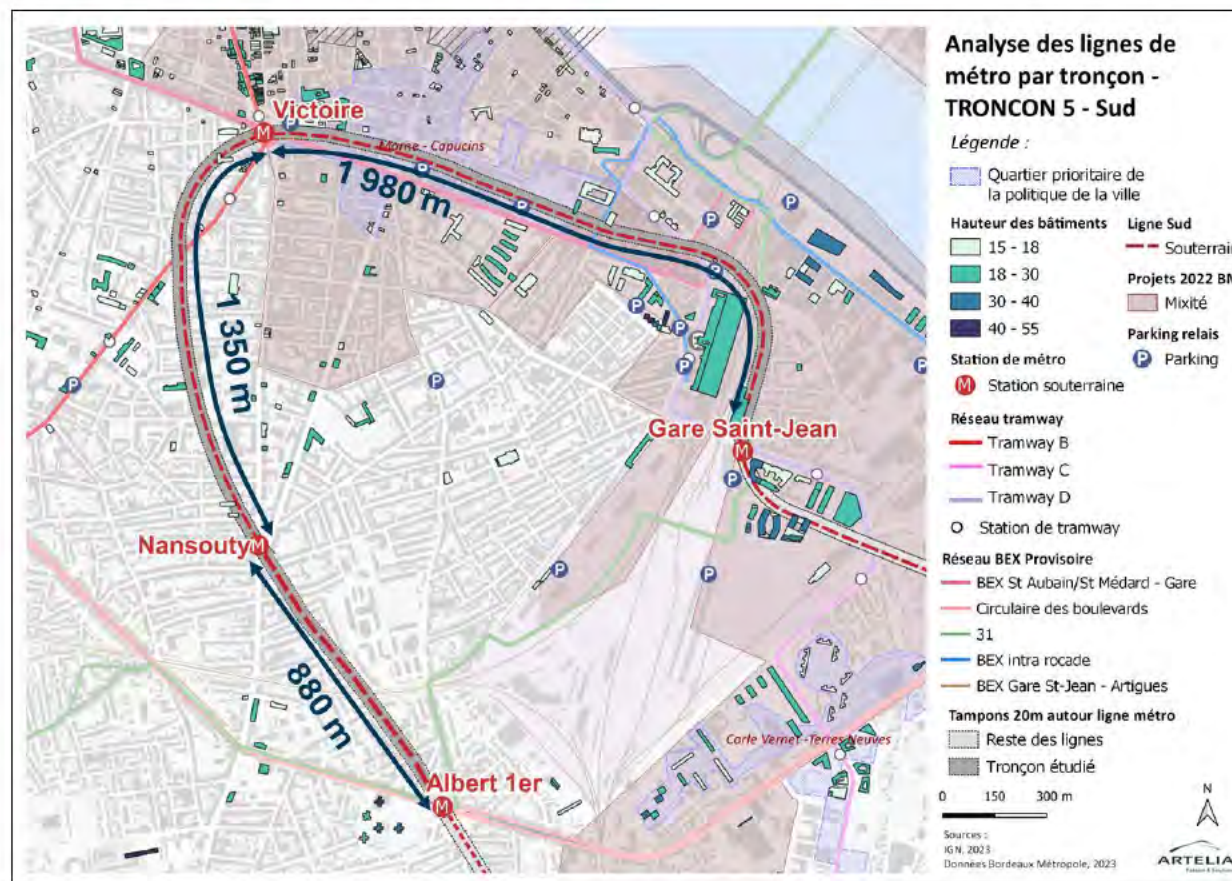 Victoire
Marne - Capucins
1 980 m
1 350 m
Gare Saint-Jean
Nansouty
880 m
Carle Vernet -Terres Neuves
Albert 1er
Analyse des lignes de
métro par tronçon -
TRONCON 5 - Sud
Légende :
Quartier prioritaire de
la politique de la ville
Hauteur des bâtiments
15 - 18
18 - 30
30 - 40
40 - 55
Ligne Sud
Souterrai
Projets 2022 BM
Mixité
Parking relais
P Parking
Station de métro
M Station souterraine
Réseau tramway
Tramway B
Tramway C
Tramway D
Station de tramway
Réseau BEX Provisoire
BEX St Aubain/St Médard - Gare
Circulaire des boulevards
31
BEX intra rocade
BEX Gare St-Jean - Artigues
Tampons 20m autour ligne métro
Reste des lignes
Tronçon étudié
0 150 300 m
N
Sources :
IGN, 2023
Données Bordeaux Métropole, 2023
ARTELIA